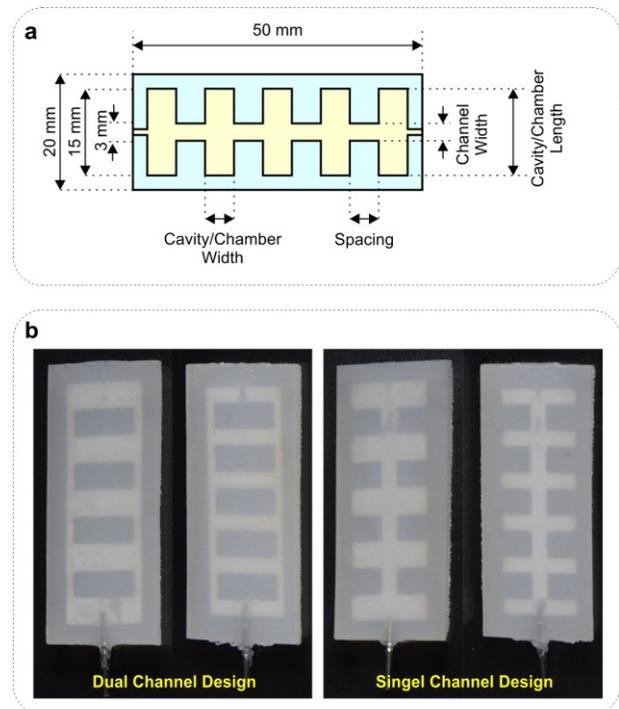 a
50 mm
20 mm
15 mm
3 mm
Channel
Width
Cavity/Chamber
Length
Cavity/Chamber
Width
Spacing
b
Dual Channel Design
Singel Channel Design